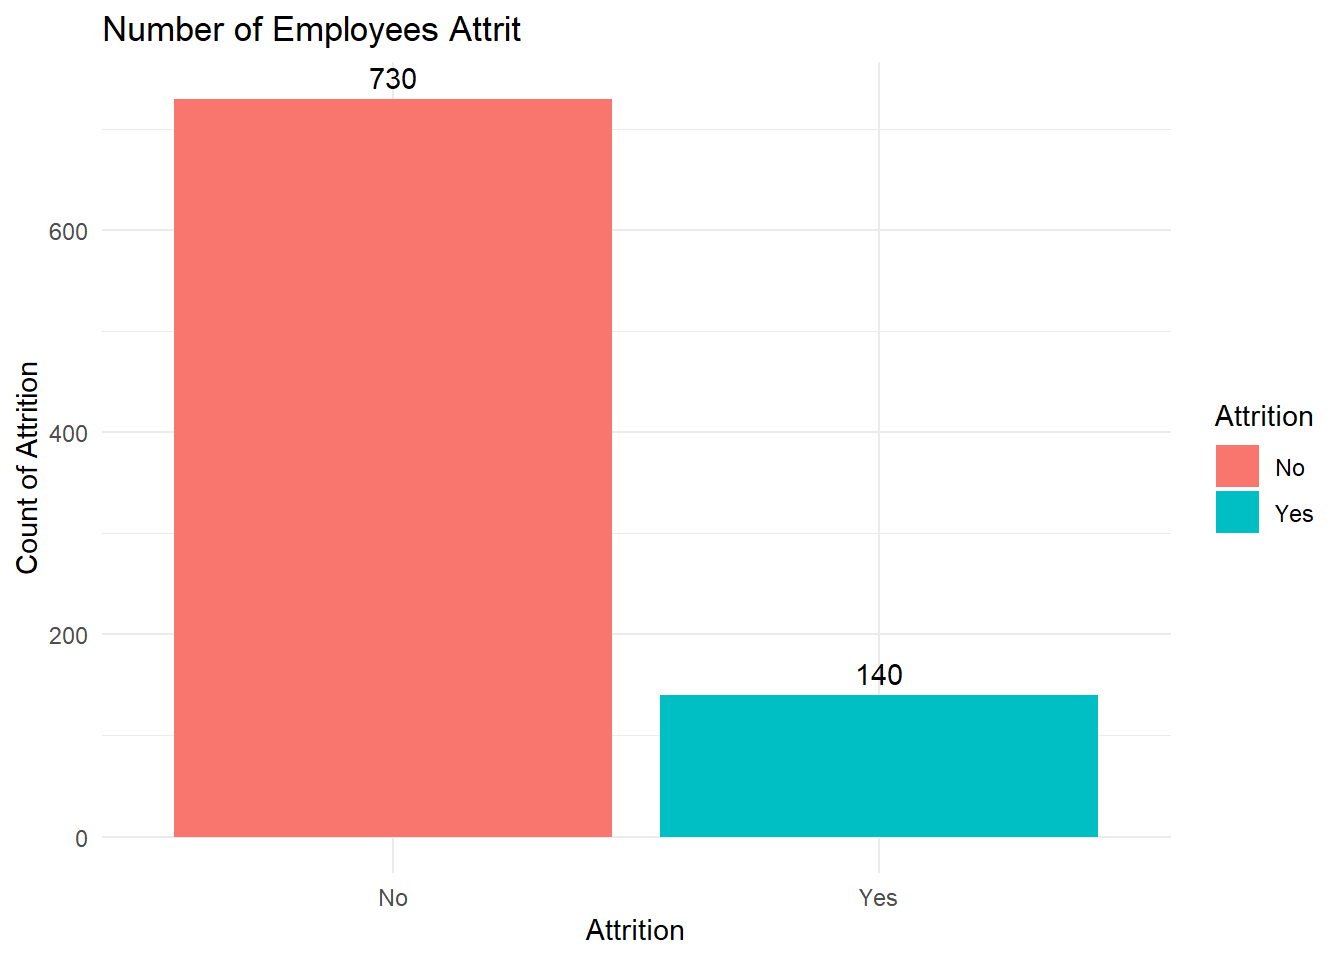 Number of Employees Attrit
730
600
400
200
0
140
Count of Attrition
No
Yes
Attrition
Attrition
No
Yes